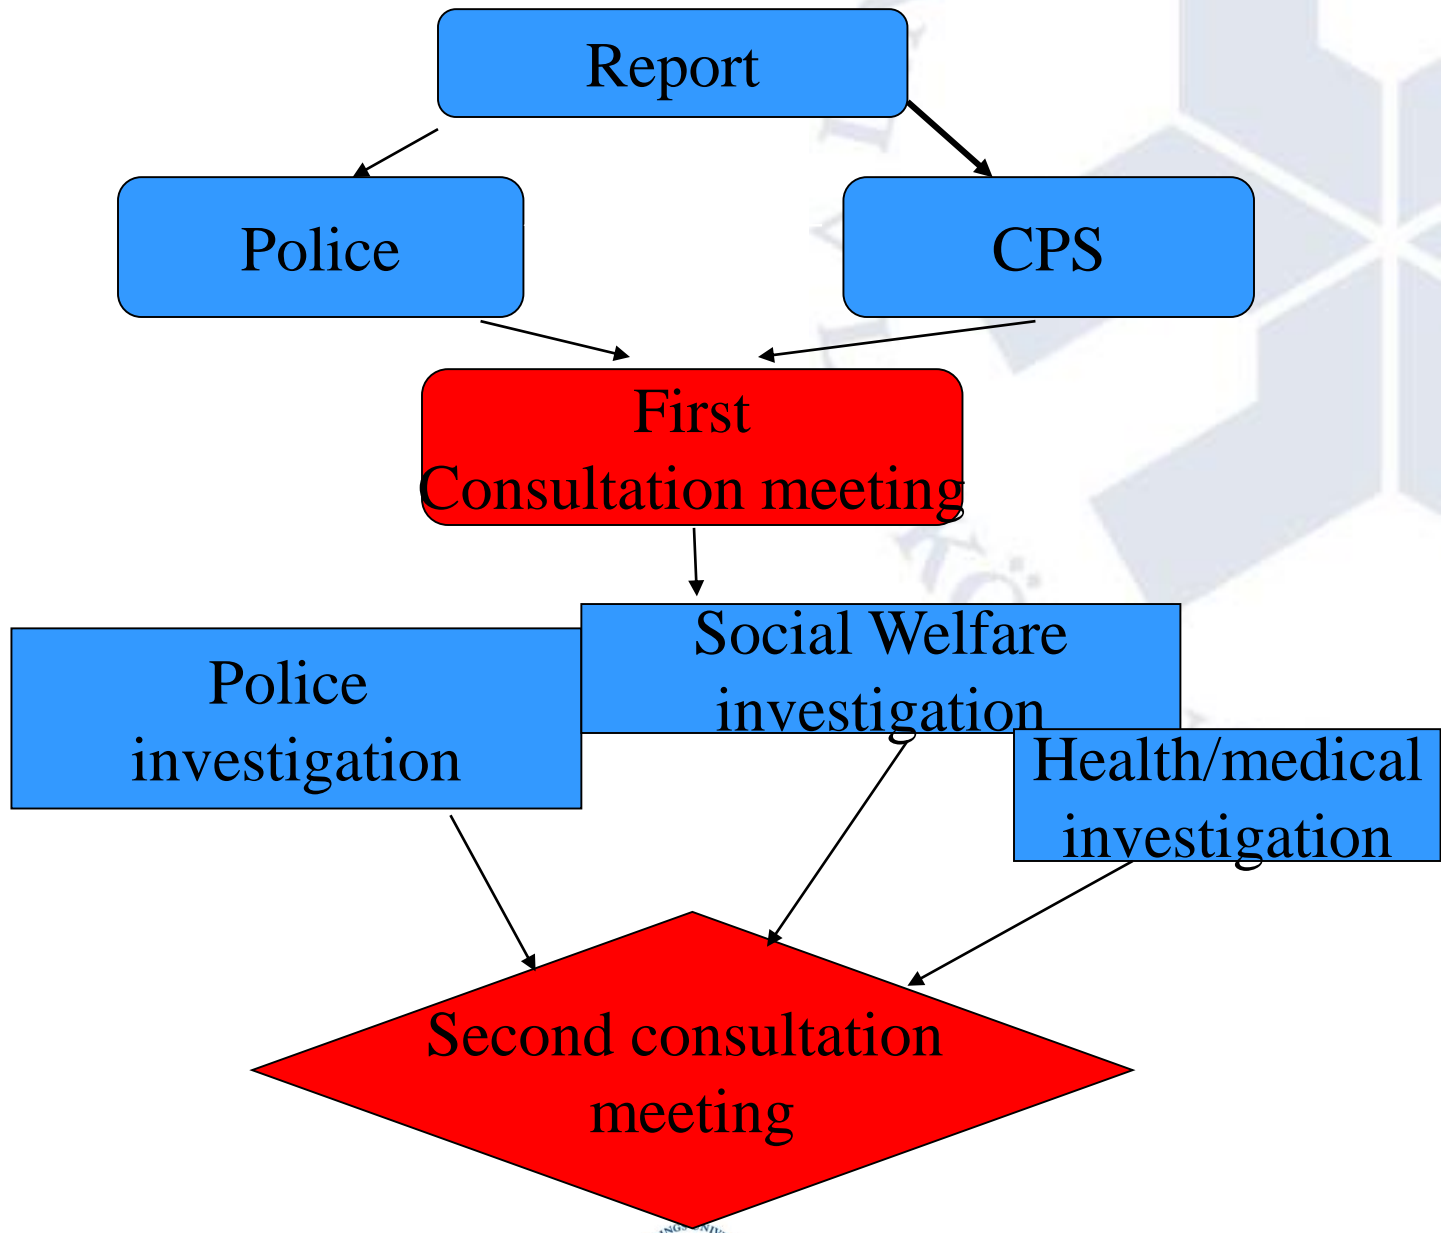 Report
Police
CPS
First
Consultation meeting
Social Welfare
investigation
Police
investigation
Health/medical
investigation
Second consultation
meeting